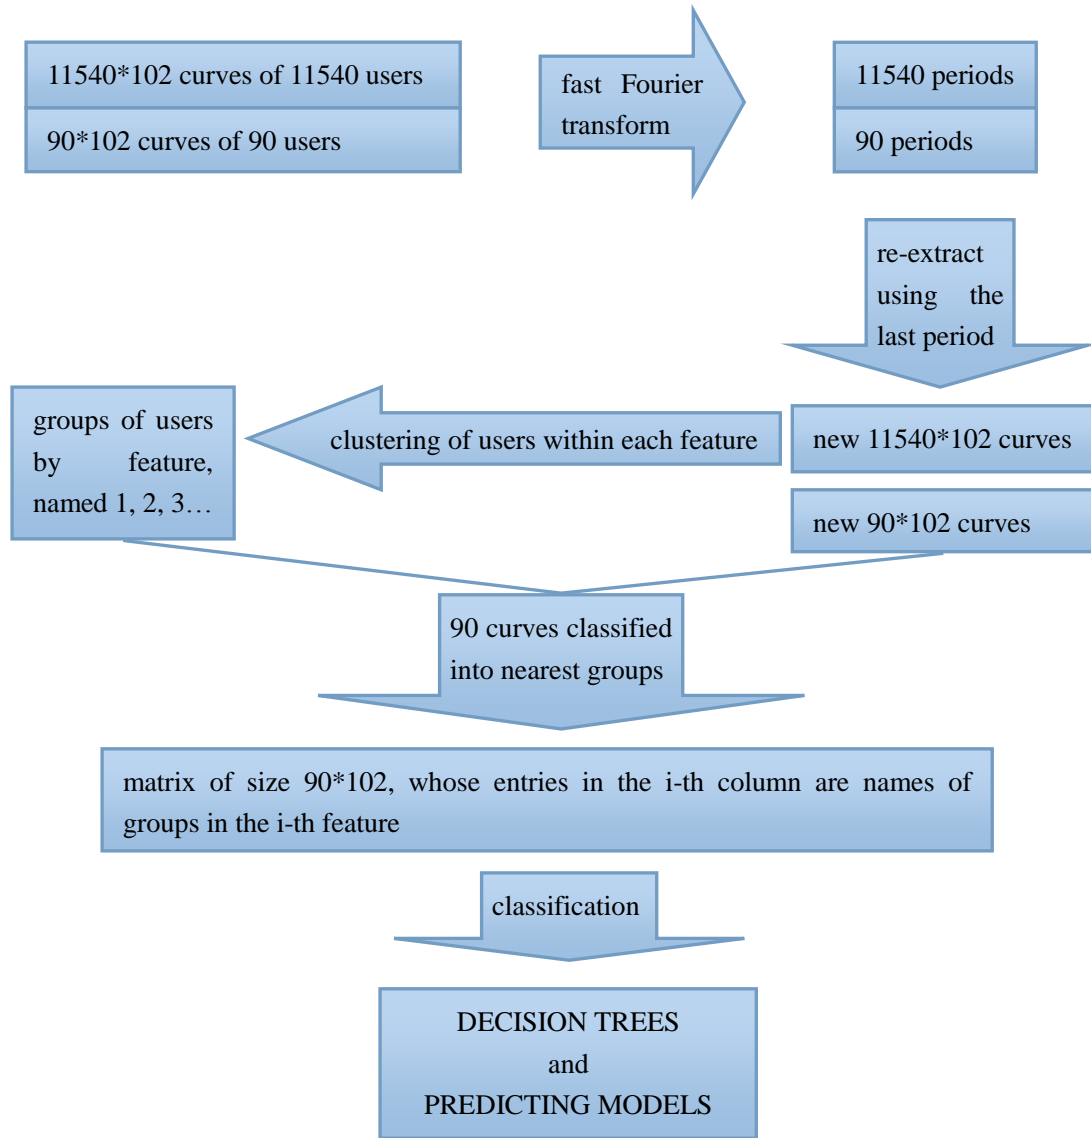 11540*102 curves of 11540 users
90*102 curves of 90 users
fast Fourier
transform
11540 periods
90 periods
re-extract
using the
last period
new 11540*102 curves
new 90*102 curves
clustering of users within each feature
groups of users
by feature,
named 1, 2, 3…
90 curves classified
into nearest groups
matrix of size 90*102, whose entries in the i-th column are names of
groups in the i-th feature
classification
DECISION TREES
and
PREDICTING MODELS